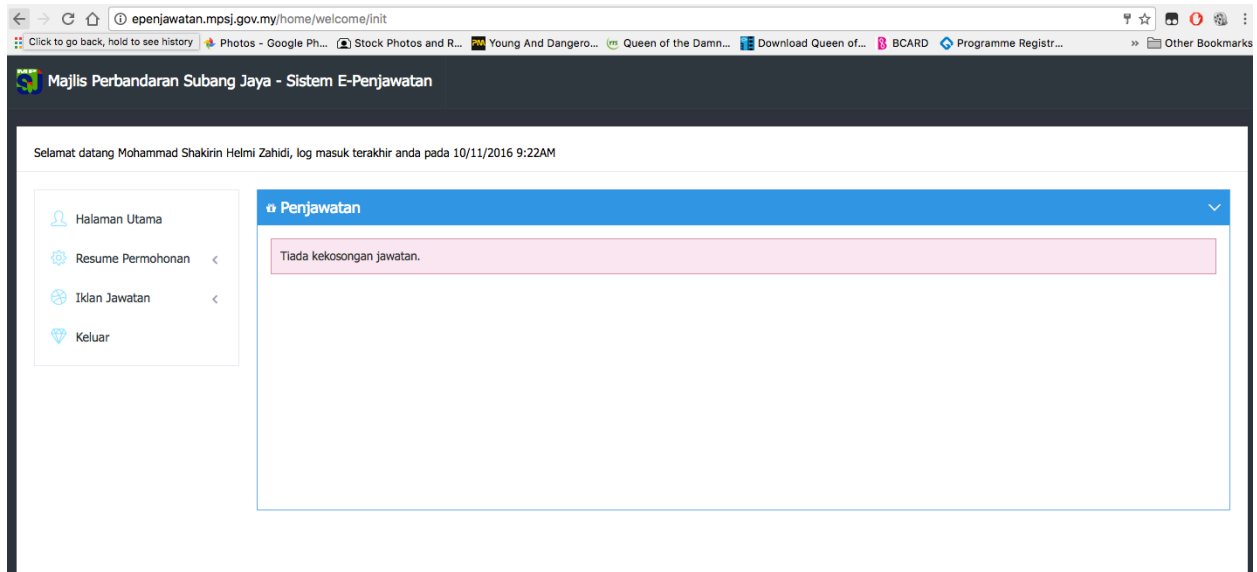 epenjawatan.mpsj.gov.my/home/welcome/init
Click to go back, hold to see history
Photos - Google Ph...
Stock Photos and R...
Young And Dangero...
Queen of the Damn...
Download Queen of...
BCARD
Programme Registr...
» Other Bookmarks
Majlis Perbandaran Subang Jaya - Sistem E-Penjawatan
Selamat datang Mohammad Shakirin Helmi Zahidi, log masuk terakhir anda pada 10/11/2016 9:22AM
Halaman Utama
Resume Permohonan
Iklan Jawatan
Keluar
Penjawatan
Tiada kekosongan jawatan.